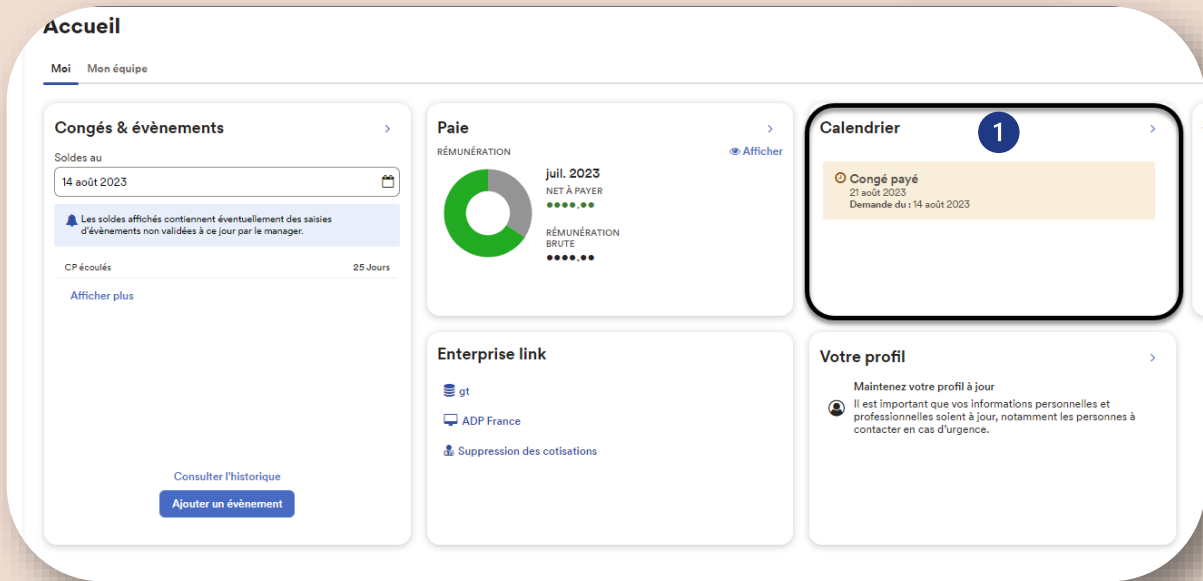 Accueil
Moi
Mon équipe
Congés & évènements
Soldes au
14 août 2023
Les soldes affichés contiennent éventuellement des saisies
d'évènements non validées à ce jour par le manager.
CP écoulés
25 Jours
Afficher plus
Consulter l'historique
Ajouter un évènement
Paie
RÉMUNÉRATION
Afficher
juil. 2023
NET À PAYER
RÉMUNÉRATION
BRUTE
Enterprise link
gt
ADP France
Suppression des cotisations
Calendrier
1
Congé payé
21 août 2023
Demande du : 14 août 2023
Votre profil
Maintenez votre profil à jour
Il est important que vos informations personnelles et
professionnelles soient à jour, notamment les personnes à
contacter en cas d'urgence.